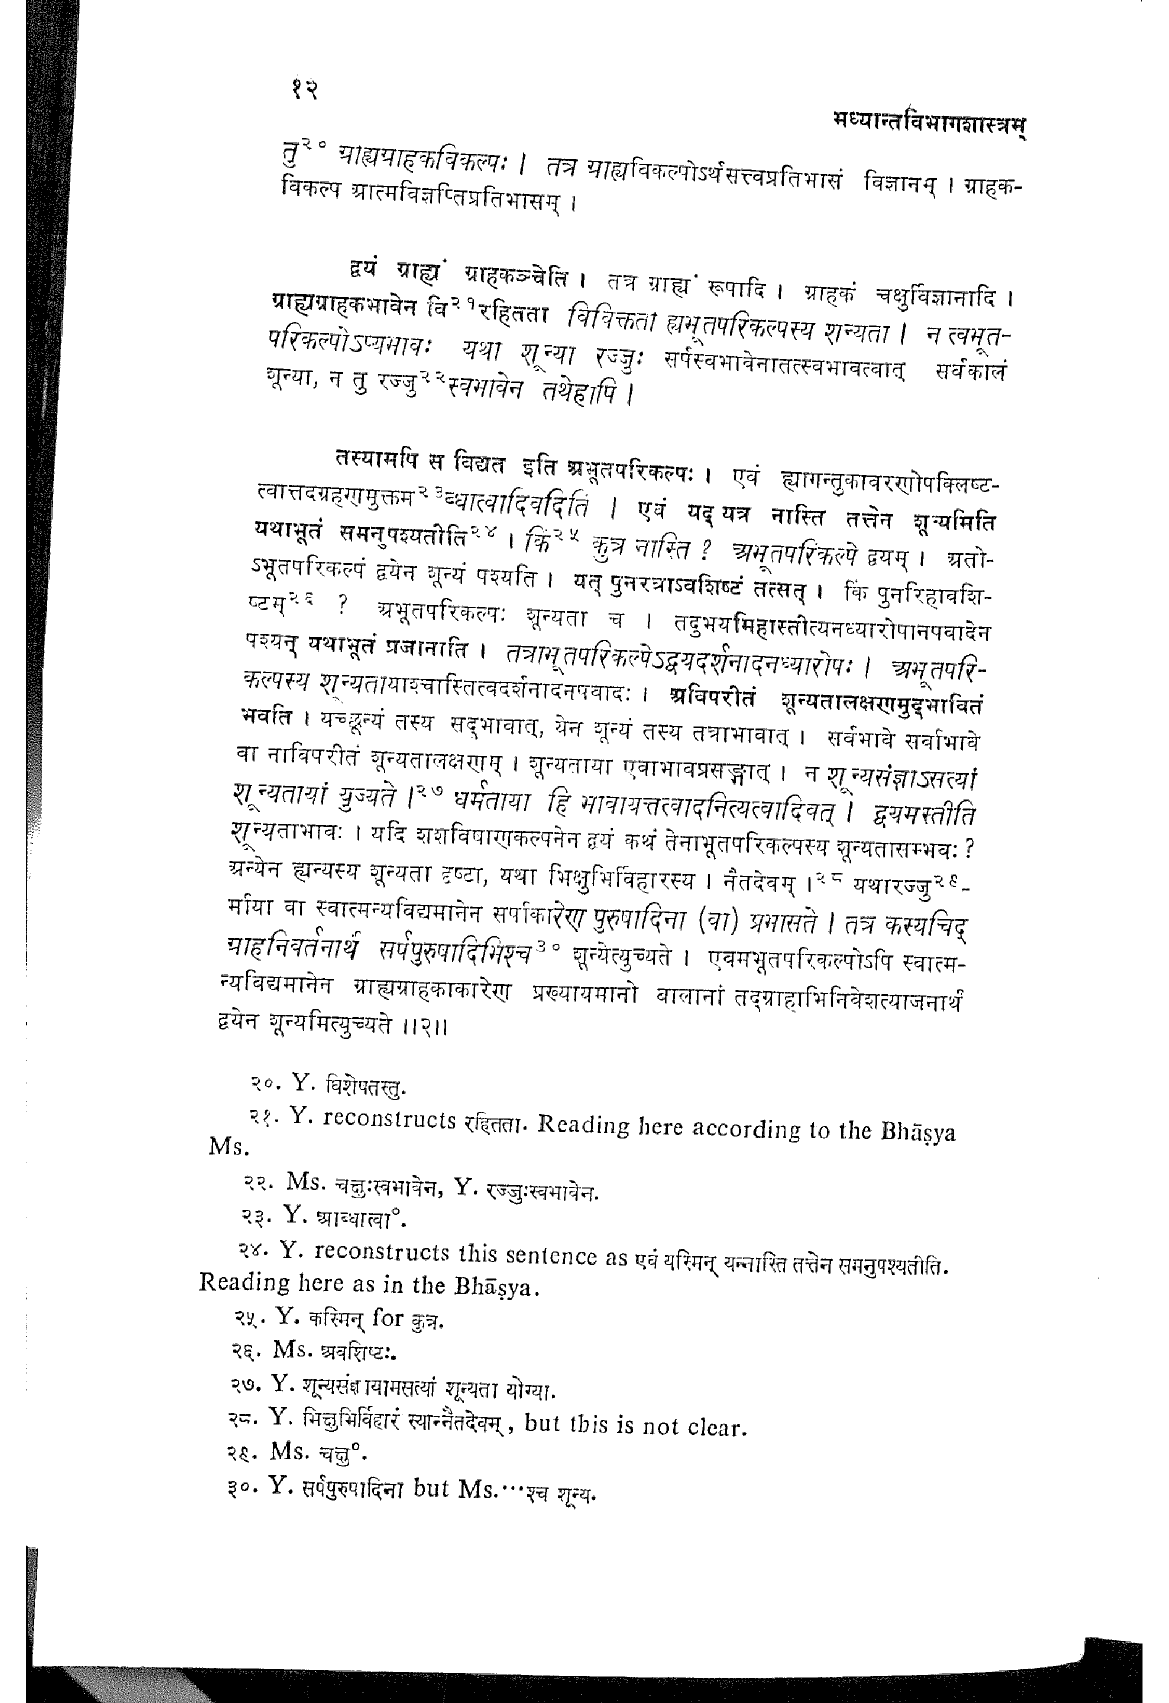 १२
मध्यान्तविभागशास्त्रम्
तु२० ग्राह्यग्राहकविकल्पः । तत्र ग्राह्यविकल्पोऽर्थसत्त्वप्रतिभासं विज्ञानम् । ग्राहक-
विकल्प आत्मविज्ञप्तिप्रतिभासम् ।
द्वयं ग्राह्यं ग्राहकञ्चेति । तत्र ग्राह्यं रूपादि । ग्राहकं चक्षुर्विज्ञानादि ।
ग्राह्यग्राहकभावेन वि२१रहितता विविक्तता ह्यभूतपरिकल्पस्य शून्यता । न त्वभूत-
परिकल्पोऽप्यभावः यथा शून्या रज्जुः सर्पस्वभावेनातत्स्वभावत्वात् सर्वकालं
शून्या, न तु रज्जु२२स्वभावेन तथेहापि ।
तस्यामपि स विद्यत इति अभूतपरिकल्पः । एवं ह्यागन्तुकावरणोपक्लिष्ट-
त्वात्तदग्रहणमुक्तम२३ब्धात्वादिवदिति । एवं यद् यत्र नास्ति तत्तेन शून्यमिति
यथाभूतं समनुपश्यतीति२४ । किं२५ कुत्र नास्ति ? अभूतपरिकल्पे द्वयम् । अतो-
ऽभूतपरिकल्पं द्वयेन शून्यं पश्यति । यत् पुनरत्राऽवशिष्टं तत्सत् । किं पुनरिहावशि-
ष्टम्२६ ? अभूतपरिकल्पः शून्यता च । तदुभयमिहास्तीत्यनध्यारोपानपवादेन
पश्यन् यथाभूतं प्रजानाति । तत्राभूतपरिकल्पेऽद्वयदर्शनादनध्यारोपः । अभूतपरि-
कल्पस्य शून्यतायाश्चास्तित्वदर्शनादनपवादः । अविपरीतं शून्यतालक्षणमुद्भावितं
भवति । यच्छून्यं तस्य सद्भावात्, येन शून्यं तस्य तत्राभावात् । सर्वभावे सर्वाभावे
वा नाविपरीतं शून्यतालक्षणम् । शून्यताया एवाभावप्रसङ्गात् । न शून्यसंज्ञाऽसत्यां
शून्यतायां युज्यते ।२७ धर्मताया हि भावायत्तत्वादनित्यत्वादिवत् । द्वयमस्तीति
शून्यताभावः । यदि शशविषाणकल्पनेन द्वयं कथं तेनाभूतपरिकल्पस्य शून्यतासम्भवः ?
अन्येन ह्यन्यस्य शून्यता दृष्टा, यथा भिक्षुभिर्विहारस्य । नैतदेवम् ।२८ यथारज्जु२९-
र्माया वा स्वात्मन्यविद्यमानेन सर्पाकारेण पुरुषादिना (वा) प्रभासते । तत्र कस्यचिद्
ग्राहनिवर्तनार्थं सर्पपुरुषादिभिश्च३० शून्येत्युच्यते । एवमभूतपरिकल्पोऽपि स्वात्म-
न्यविद्यमानेन ग्राह्यग्राहकाकारेण प्रख्यायमानो बालानां तद्ग्राहाभिनिवेशत्याजनार्थं
द्वयेन शून्यमित्युच्यते ।।२।।
२०. Y. विशेषतस्तु.
२१. Y. reconstructs रहितता. Reading here according to the Bhāṣya
Ms.
२२. Ms. चक्षुःस्वभावेन, Y. रज्जुःस्वभावेन.
२३. Y. आब्धात्वा°.
२४. Y. reconstructs this sentence as एवं यस्मिन् यन्नास्ति तत्तेन समनुपश्यतीति.
Reading here as in the Bhāṣya.
२५. Y. कस्मिन् for कुत्र.
२६. Ms. अवशिष्टः.
२७. Y. शून्यसंज्ञायामसत्यां शून्यता योग्या.
२८. Y. भिक्षुभिर्विहारं स्यान्नैतदेवम्, but this is not clear.
२९. Ms. चक्षु°.
३०. Y. सर्पपुरुषादिना but Ms.···श्च शून्य.